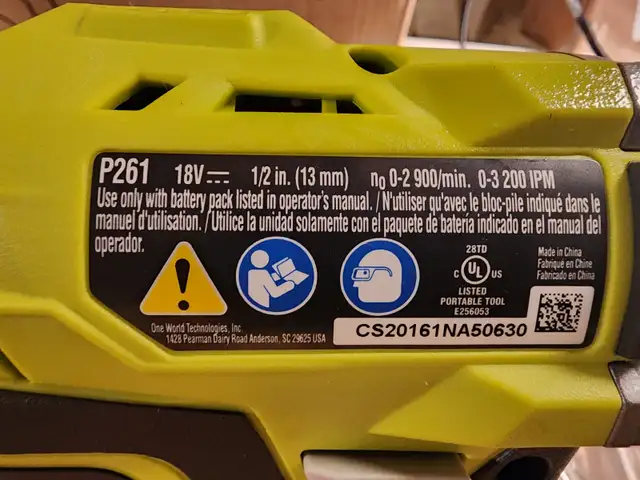 P261 18V 1/2 in. (13 mm) n₀ 0-2 900/min. 0-3 200 IPM
Use only with battery pack listed in operator's manual. / N'utiliser qu'avec le bloc-pile indiqué dans le
manuel d'utilisation. / Utilice la unidad solamente con el paquete de batería indicado en el manual del
operador.
28TD
C UL US
LISTED
PORTABLE TOOL
E256053
Made in China
Fabriqué en Chine
Fabricado en China
One World Technologies, Inc.
1428 Pearman Dairy Road Anderson, SC 29625 USA
CS20161NA50630